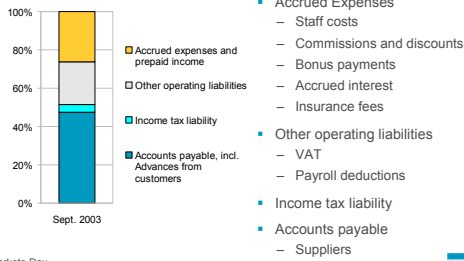 100%
80%
60%
40%
20%
0%
Sept. 2003
Accrued expenses and
prepaid income
Other operating liabilities
Income tax liability
Accounts payable, incl.
Advances from
customers
Accrued Expenses
– Staff costs
– Commissions and discounts
– Bonus payments
– Accrued interest
– Insurance fees
Other operating liabilities
– VAT
– Payroll deductions
Income tax liability
Accounts payable
– Suppliers
Day